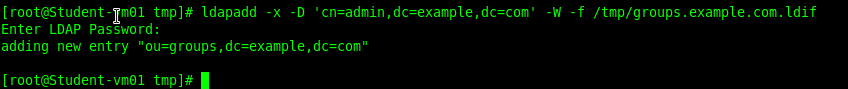 [root@Student-vm01 tmp]# ldapadd -x -D 'cn=admin,dc=example,dc=com' -W -f /tmp/groups.example.com.ldif
Enter LDAP Password:
adding new entry "ou=groups,dc=example,dc=com"
[root@Student-vm01 tmp]#